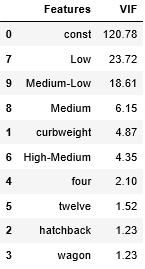 Features VIF
0 const 120.78
7 Low 23.72
9 Medium-Low 18.61
8 Medium 6.15
1 curbweight 4.87
6 High-Medium 4.35
4 four 2.10
5 twelve 1.52
2 hatchback 1.23
3 wagon 1.23